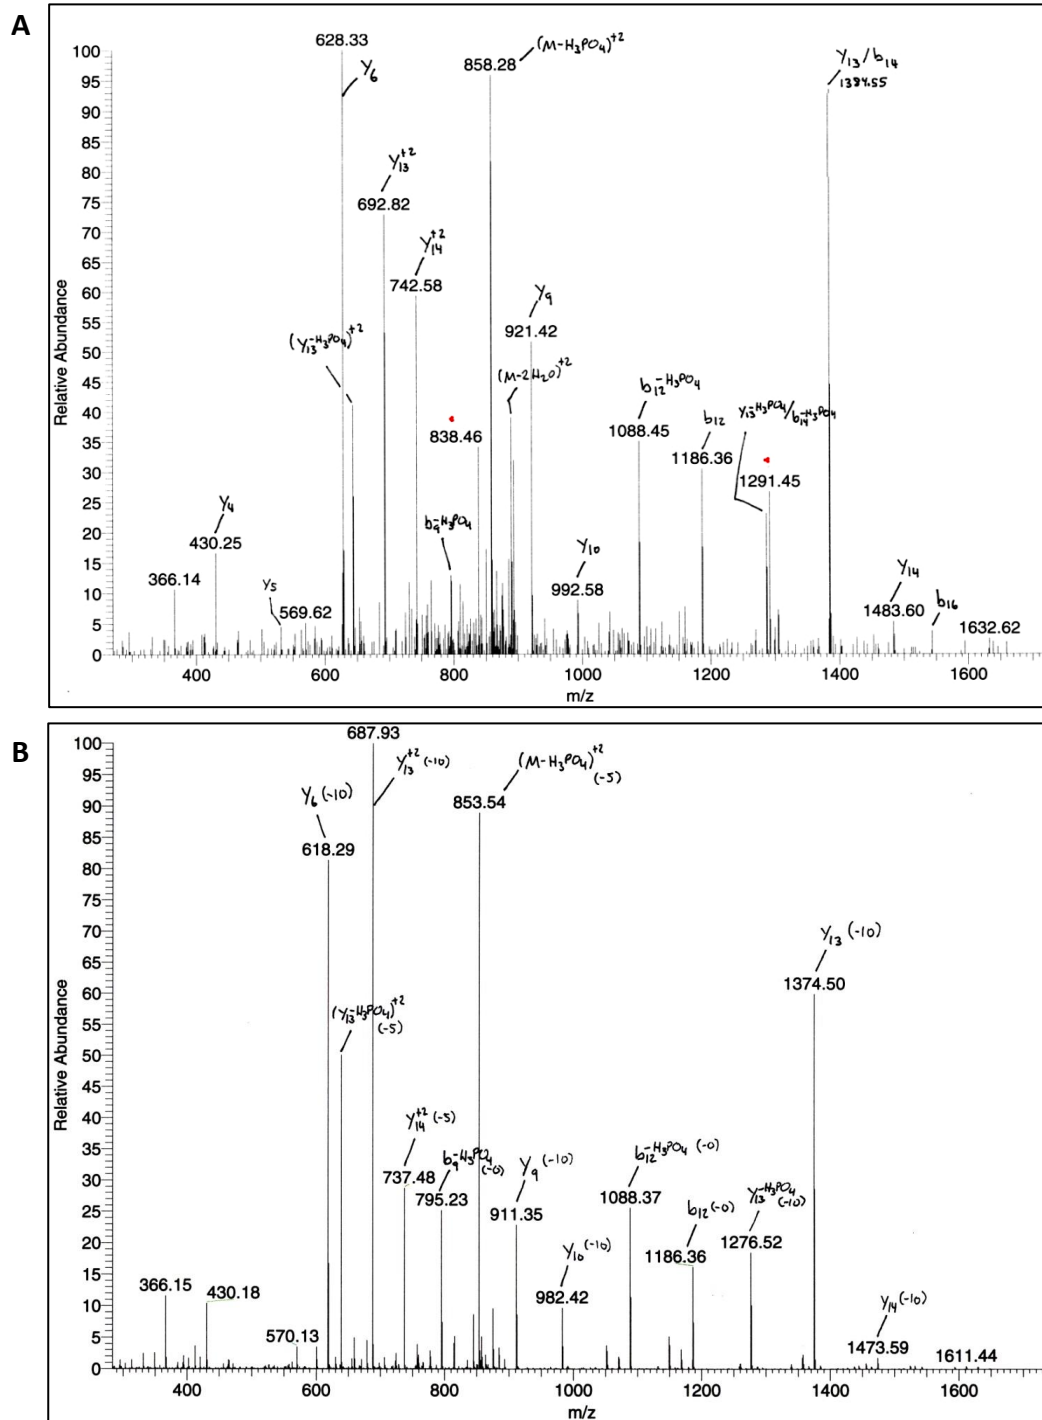 A
628.33
Y6
(M-H3PO4)+2
858.28
Y13/b14
1384.55
Y13+2
692.82
Y14+2
742.58
Y9
921.42
(Y13-H3PO4)+2
(M-2H2O)+2
b12-H3PO4
1088.45
b12
1186.36
Y13-H3PO4/
b14-H3PO4
838.46
1291.45
b9-H3PO4
Y4
430.25
366.14
Y5
569.62
Y10
992.58
Y14
1483.60
b16
1632.62
100
95
90
85
80
75
70
65
60
55
50
45
40
35
30
25
20
15
10
5
0
Relative Abundance
400 600 800 1000 1200 1400 1600
m/z
B
687.93
Y13+2 (-10)
(M-H3PO4)+2
(-5)
853.54
Y6 (-10)
618.29
Y13 (-10)
1374.50
(Y13-H3PO4)+2
(-5)
Y14+2 (-5)
737.48
b9-H3PO4
(-0)
795.23
Y9 (-10)
911.35
b12-H3PO4 (-0)
1088.37
b12 (-0)
1186.36
Y13-H3PO4
(-10)
1276.52
Y10 (-10)
982.42
366.15
430.18
570.13
Y14 (-10)
1473.59
1611.44
100
95
90
85
80
75
70
65
60
55
50
45
40
35
30
25
20
15
10
5
0
Relative Abundance
400 600 800 1000 1200 1400 1600
m/z